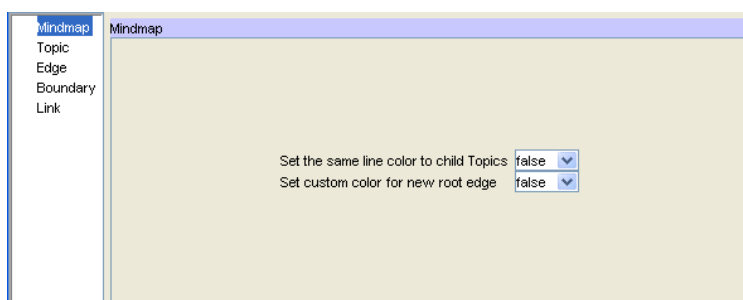 Mindmap
Topic
Edge
Boundary
Link
Mindmap
Set the same line color to child Topics false
Set custom color for new root edge false